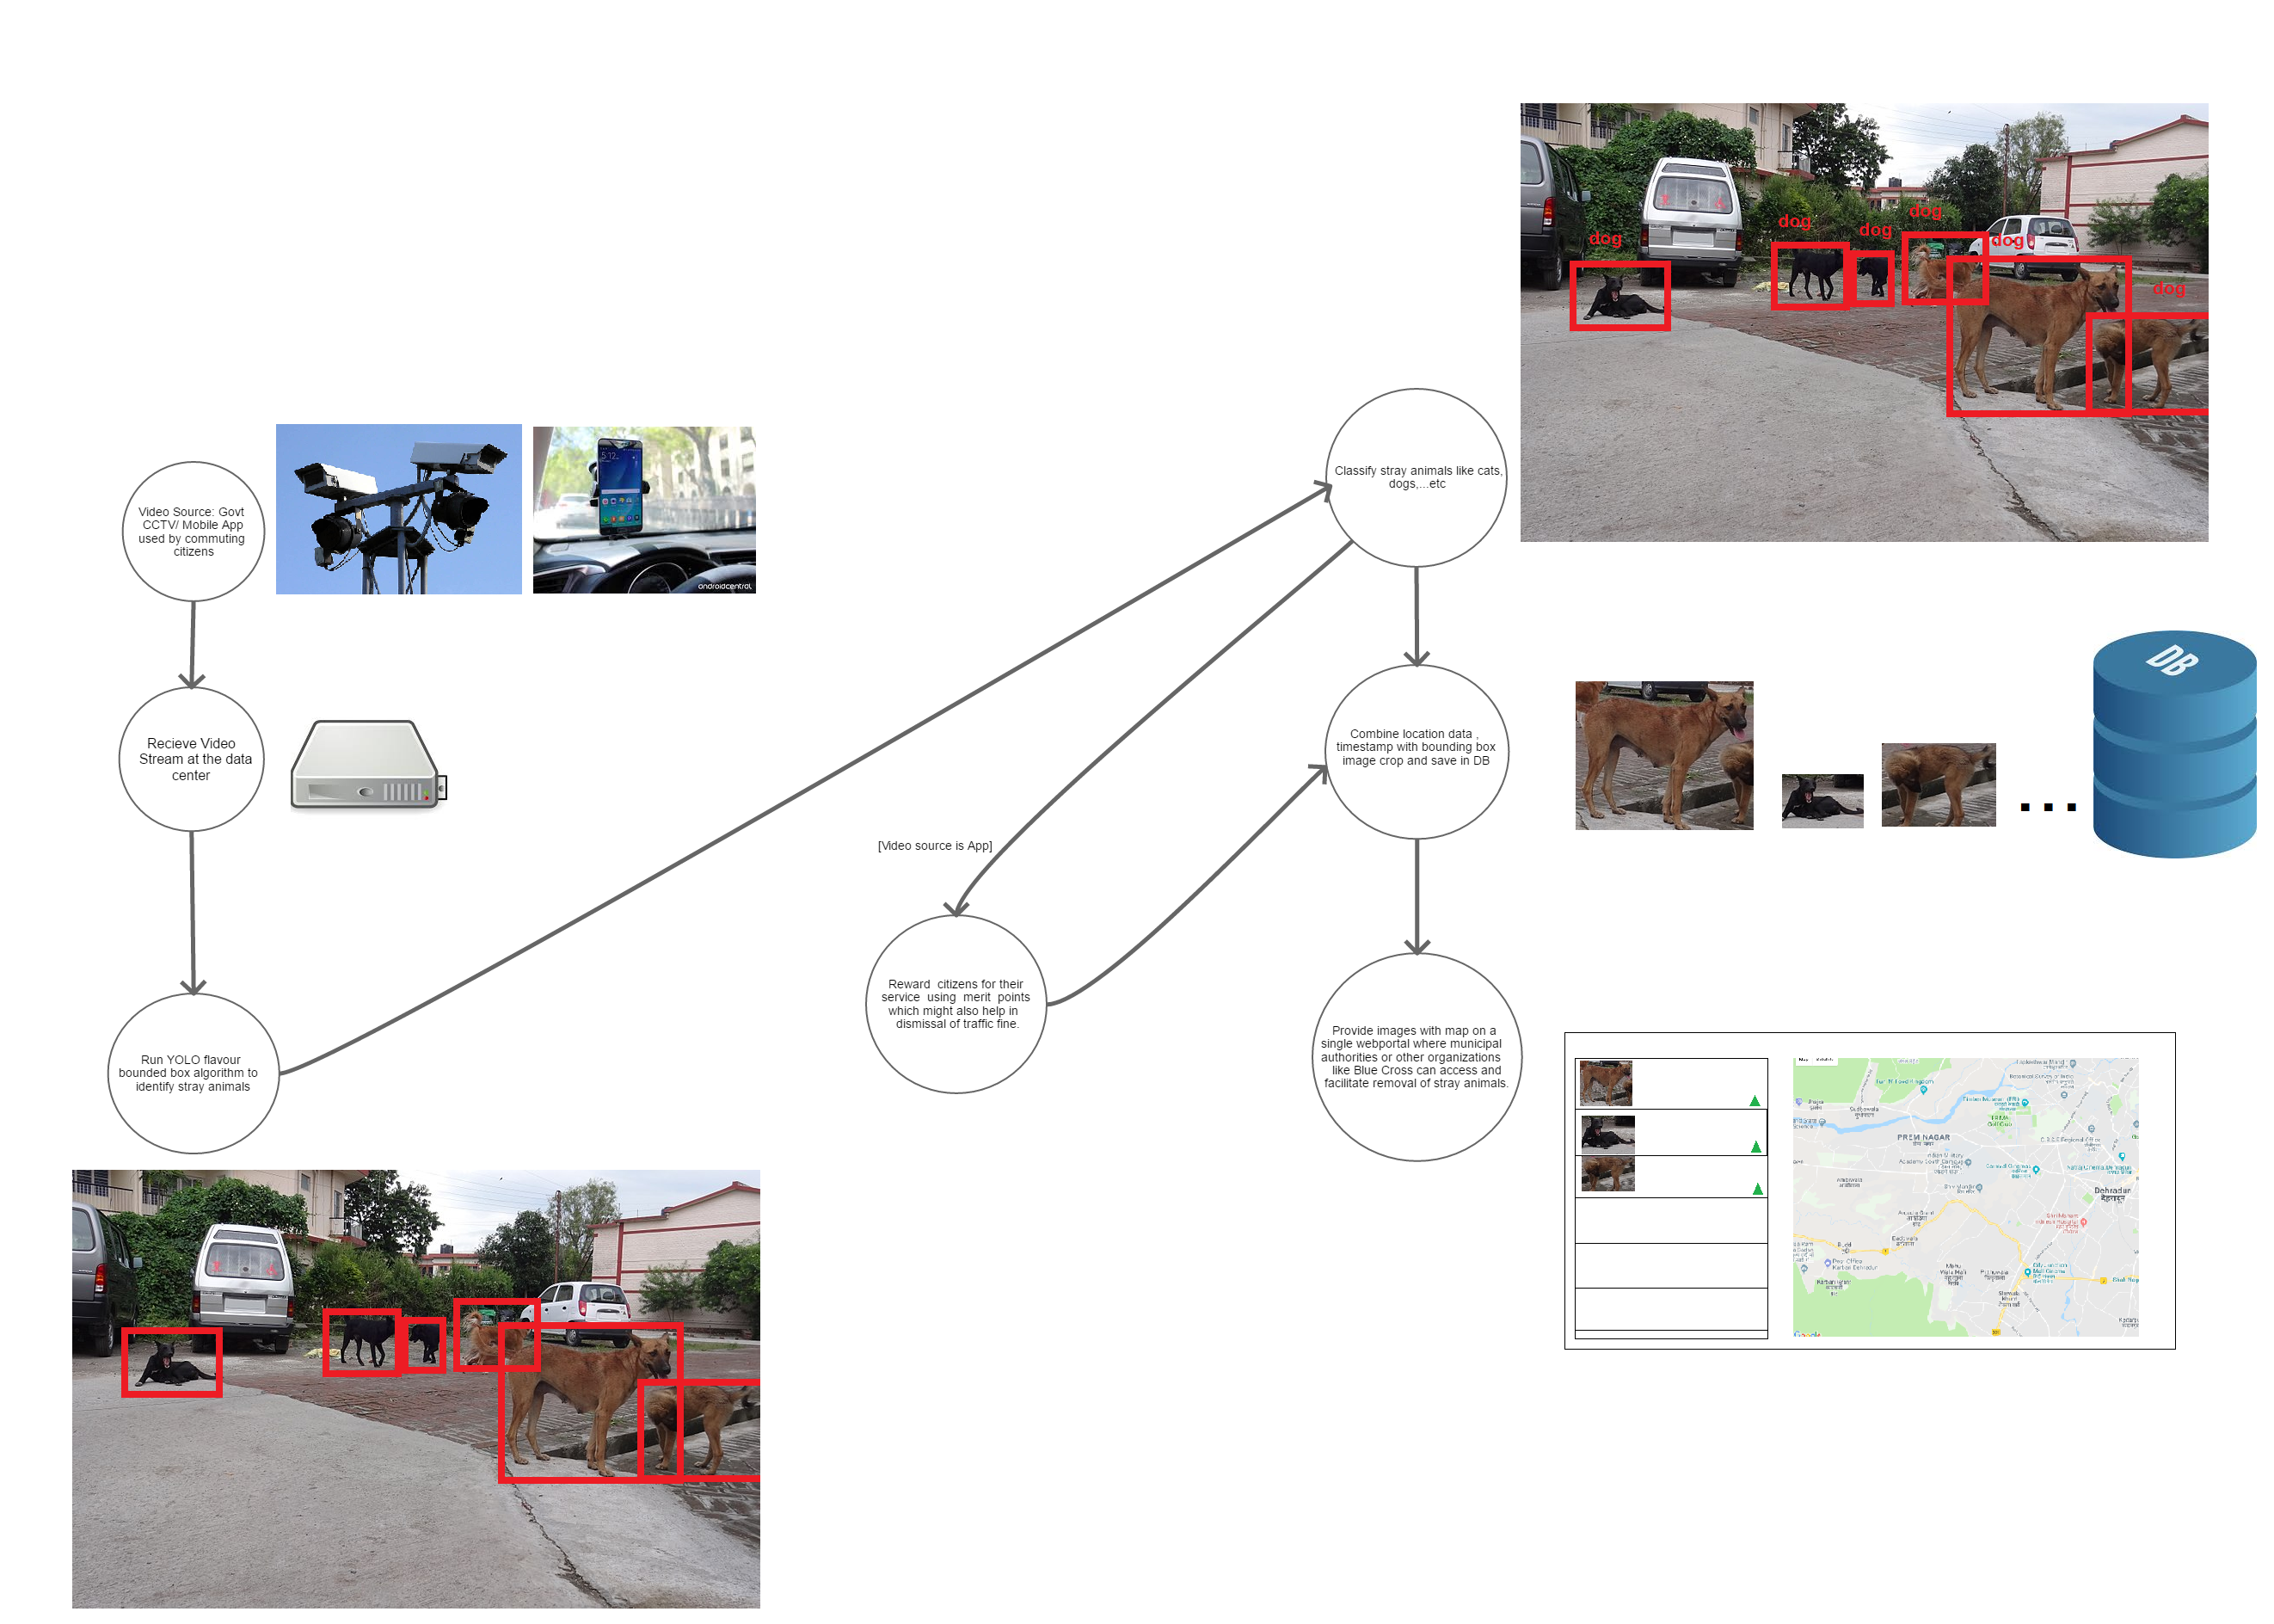 Video Source: Govt
CCTV/ Mobile App
used by commuting
citizens
5:12
androidcentral
Recieve Video
Stream at the data
center
Run YOLO flavour
bounded box algorithm to
identify stray animals
Classify stray animals like cats,
dogs,...etc
dog
dog
dog
dog
dog
dog
[Video source is App]
Reward citizens for their
service using merit points
which might also help in
dismissal of traffic fine.
Combine location data ,
timestamp with bounding box
image crop and save in DB
...
DB
Provide images with map on a
single webportal where municipal
authorities or other organizations
like Blue Cross can access and
facilitate removal of stray animals.
PREM NAGAR
Dehradun
देहरादून
Google